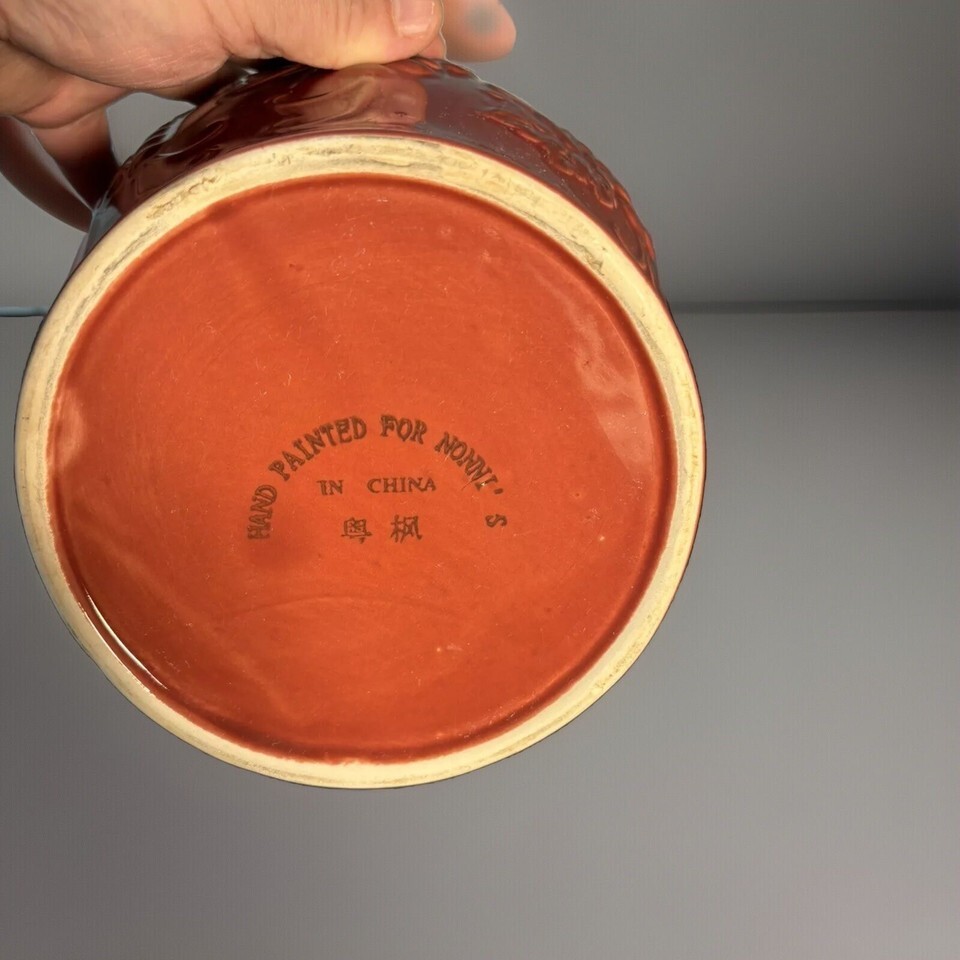 HAND PAINTED FOR NONNI'S
IN CHINA
粤枫